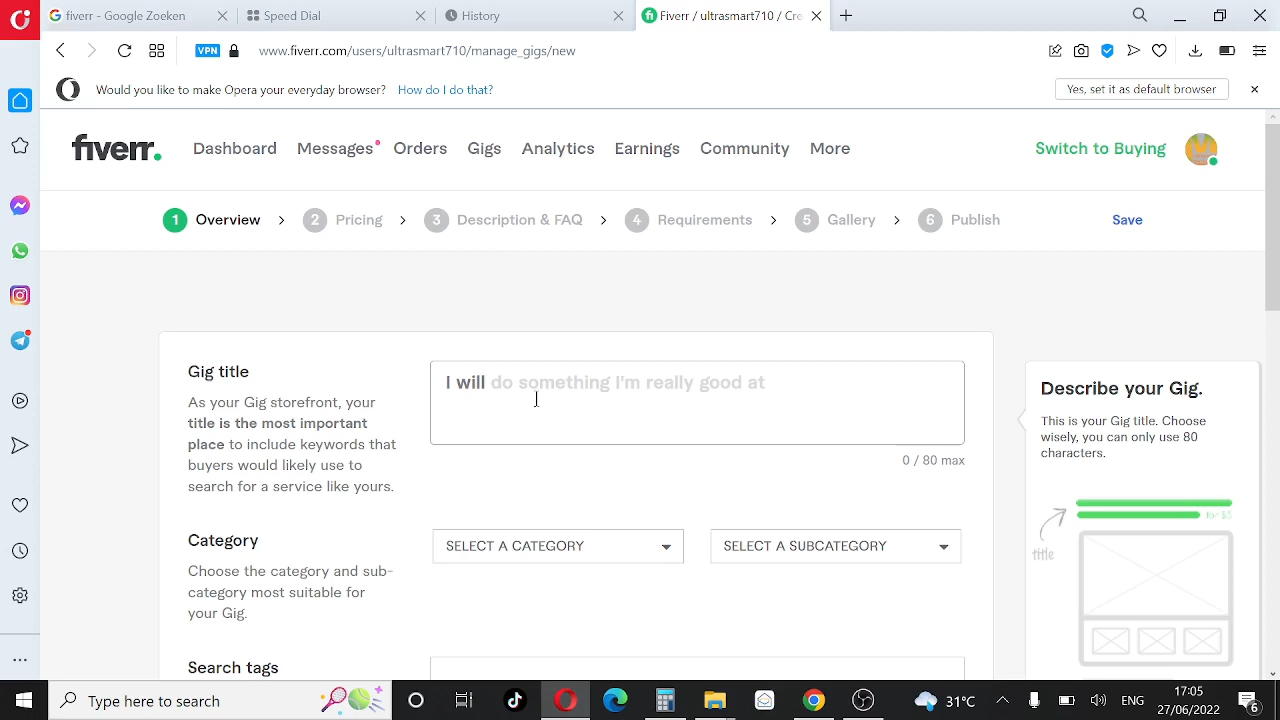 fiverr - Google Zoeken
Speed Dial
History
Fiverr / ultrasmart710 / Cre
VPN
www.fiverr.com/users/ultrasmart710/manage_gigs/new
Would you like to make Opera your everyday browser? How do I do that?
Yes, set it as default browser
fiverr.
Dashboard
Messages
Orders
Gigs
Analytics
Earnings
Community
More
Switch to Buying
1 Overview
2 Pricing
3 Description & FAQ
4 Requirements
5 Gallery
6 Publish
Save
Gig title
As your Gig storefront, your
title is the most important
place to include keywords that
buyers would likely use to
search for a service like yours.
I will do something I'm really good at
0 / 80 max
Describe your Gig.
This is your Gig title. Choose
wisely, you can only use 80
characters.
for $5
title
Category
Choose the category and sub-
category most suitable for
your Gig.
SELECT A CATEGORY
SELECT A SUBCATEGORY
Search tags
Type here to search
31°C
ENG
17:05
27/06/2022
6